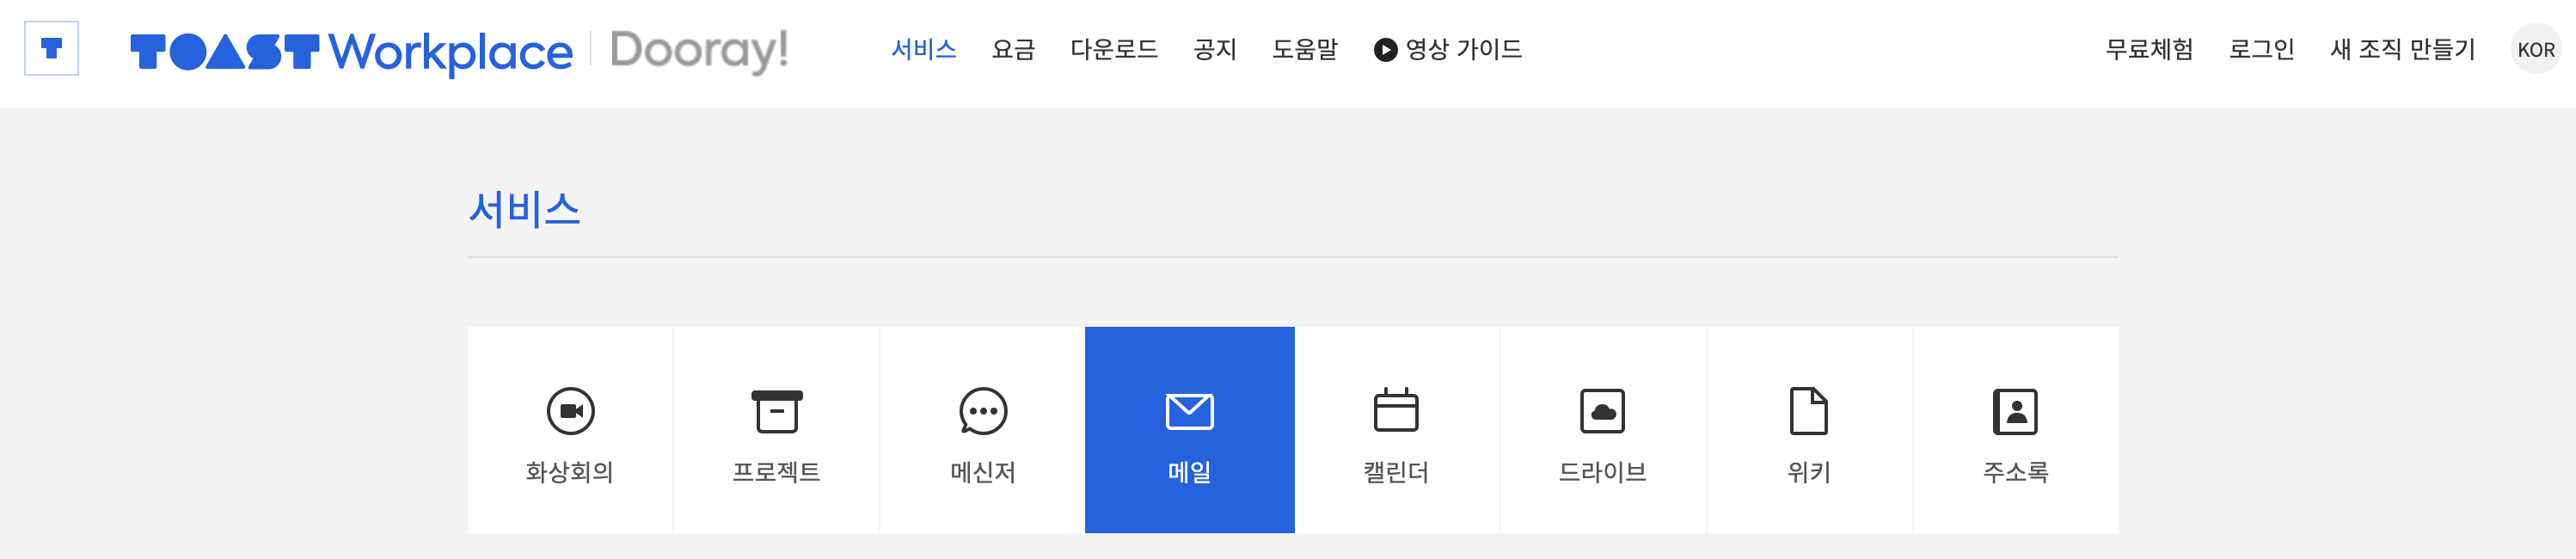 T TOAST Workplace Dooray! 서비스 요금 다운로드 공지 도움말 영상 가이드 무료체험 로그인 새 조직 만들기 KOR
서비스
화상회의 프로젝트 메신저 메일 캘린더 드라이브 위키 주소록